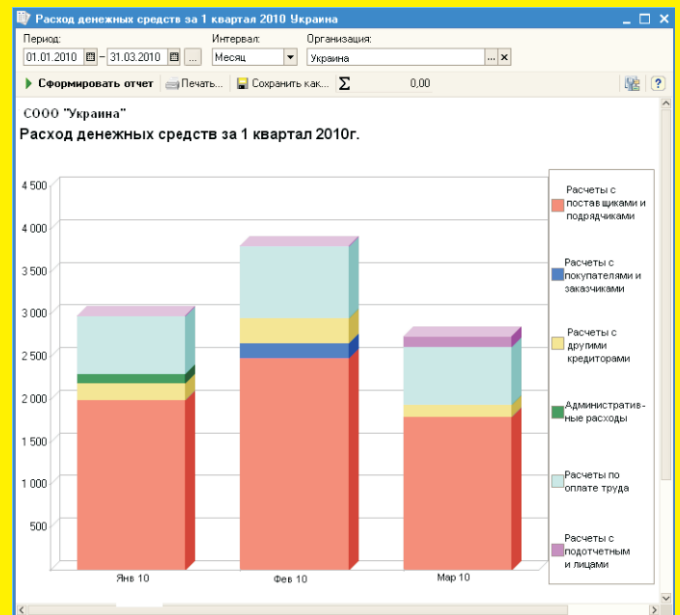 Расход денежных средств за 1 квартал 2010 Украина
Период: Интервал: Организация:
01.01.2010 – 31.03.2010 ... Месяц Украина ... ×
Сформировать отчет Печать... Сохранить как... Σ 0,00 ?
СООО "Украина"
Расход денежных средств за 1 квартал 2010г.
4 500
4 000
3 500
3 000
2 500
2 000
1 500
1 000
500
Янв 10 Фев 10 Мар 10
Расчеты с
поставщиками и
подрядчиками
Расчеты с
покупателями и
заказчиками
Расчеты с
другими
кредиторами
Административ-
ные расходы
Расчеты по
оплате труда
Расчеты с
подотчетным
и лицами